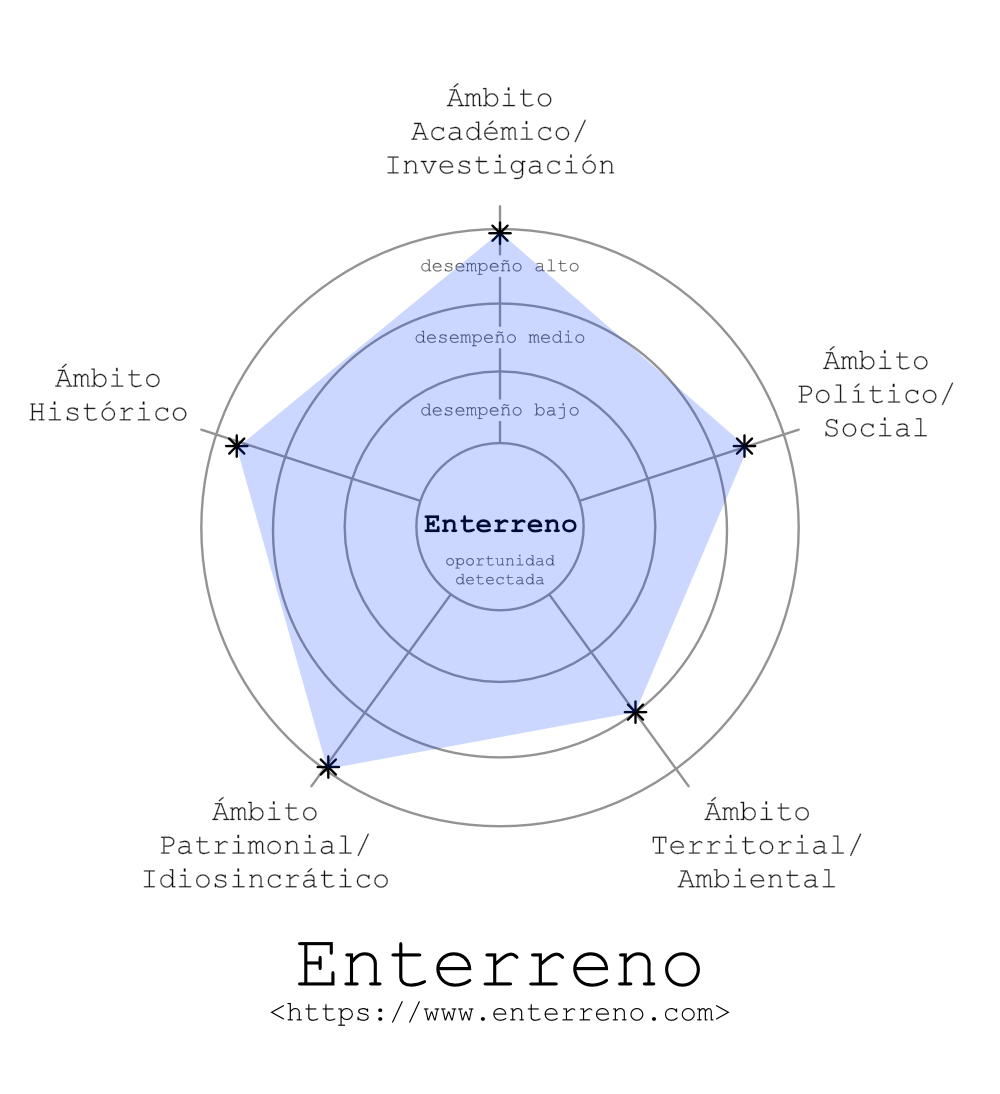 Ámbito
Académico/
Investigación
desempeño alto
desempeño medio
desempeño bajo
Ámbito
Histórico
Ámbito
Político/
Social
Enterreno
oportunidad
detectada
Ámbito
Patrimonial/
Idiosincrático
Ámbito
Territorial/
Ambiental
Enterreno
<https://www.enterreno.com>